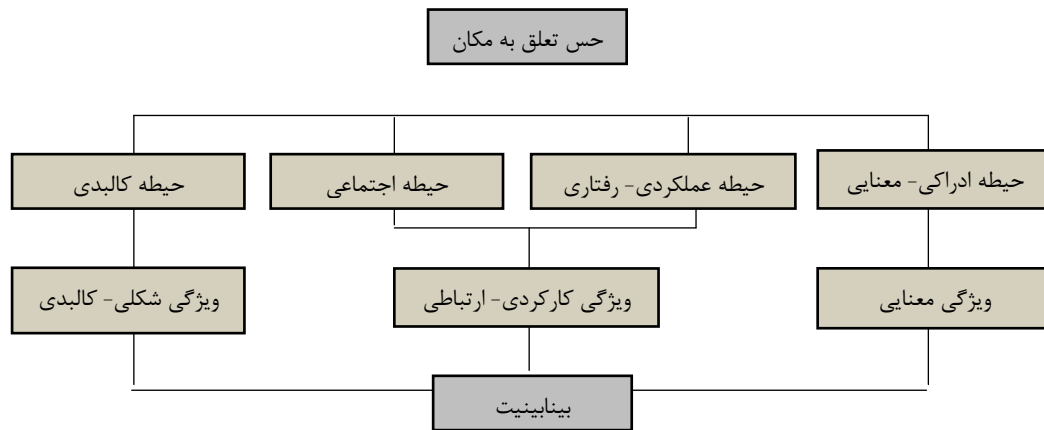 حس تعلق به مکان
حیطه ادراکی- معنایی
حیطه عملکردی- رفتاری
حیطه اجتماعی
حیطه کالبدی
ویژگی معنایی
ویژگی کارکردی- ارتباطی
ویژگی شکلی- کالبدی
بینابینیت